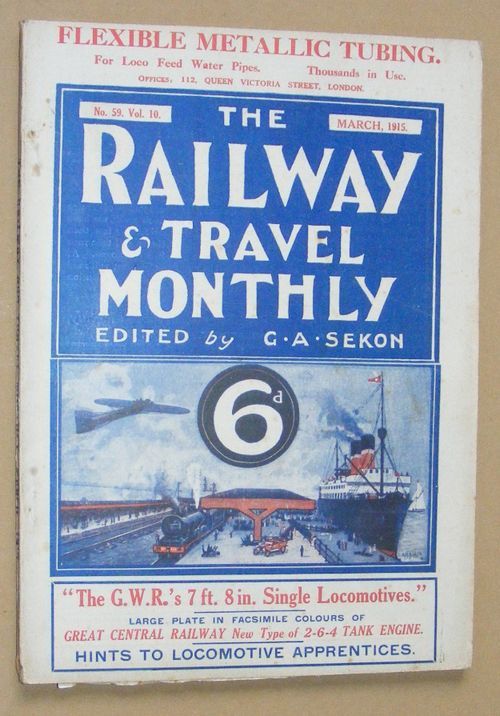 FLEXIBLE METALLIC TUBING.
For Loco Feed Water Pipes. Thousands in Use.
OFFICES: 112, QUEEN VICTORIA STREET, LONDON.
No. 59. Vol. 10.
MARCH, 1915.
THE
RAILWAY
& TRAVEL
MONTHLY
EDITED by G·A·SEKON
6d
"The G.W.R.'s 7 ft. 8 in. Single Locomotives."
LARGE PLATE IN FACSIMILE COLOURS OF
GREAT CENTRAL RAILWAY New Type of 2-6-4 TANK ENGINE.
HINTS TO LOCOMOTIVE APPRENTICES.